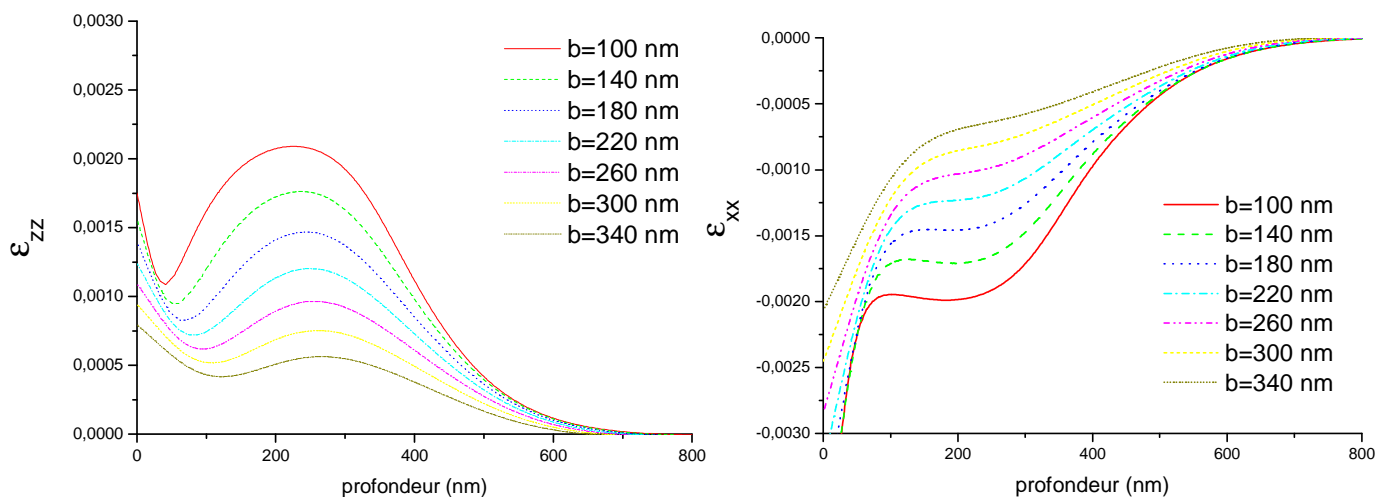 0,0030
0,0025
0,0020
0,0015
0,0010
0,0005
0,0000
εzz
0
200
400
600
800
profondeur (nm)
b=100 nm
b=140 nm
b=180 nm
b=220 nm
b=260 nm
b=300 nm
b=340 nm
0,0000
-0,0005
-0,0010
-0,0015
-0,0020
-0,0025
-0,0030
εxx
0
200
400
600
800
profondeur (nm)
b=100 nm
b=140 nm
b=180 nm
b=220 nm
b=260 nm
b=300 nm
b=340 nm